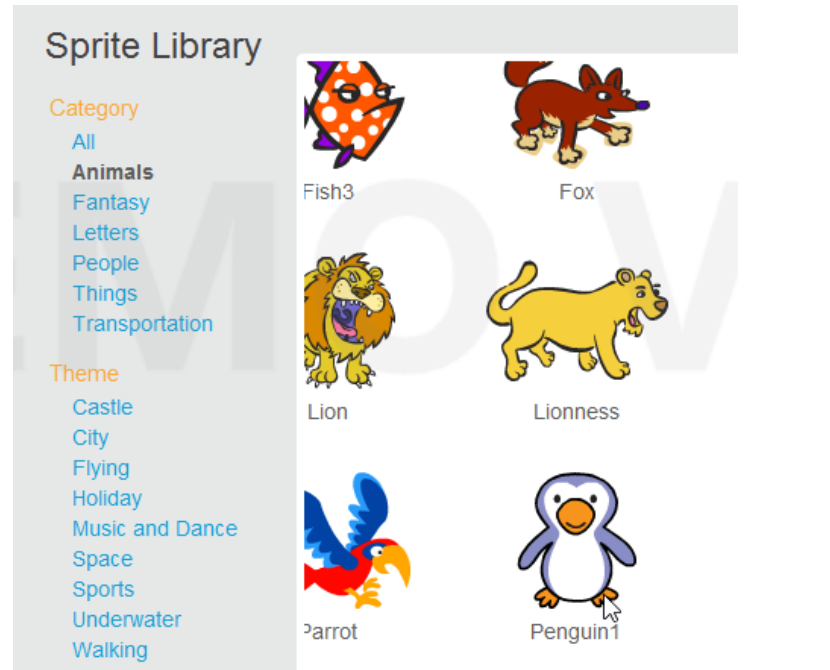 Sprite Library
Category
All
Animals
Fantasy
Letters
People
Things
Transportation
Theme
Castle
City
Flying
Holiday
Music and Dance
Space
Sports
Underwater
Walking
Fish3
Fox
Lion
Lionness
Parrot
Penguin1
EMO V